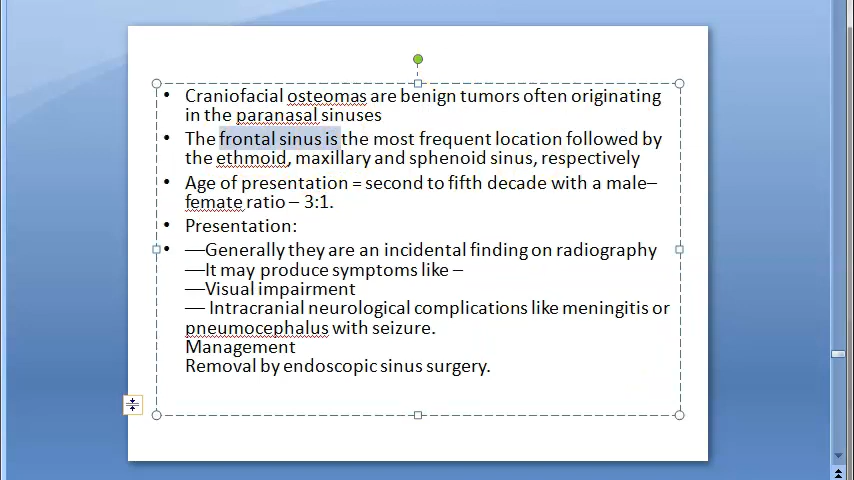 • Craniofacial osteomas are benign tumors often originating
in the paranasal sinuses
• The frontal sinus is the most frequent location followed by
the ethmoid, maxillary and sphenoid sinus, respectively
• Age of presentation = second to fifth decade with a male–
femate ratio – 3:1.
• Presentation:
• —Generally they are an incidental finding on radiography
—It may produce symptoms like –
—Visual impairment
— Intracranial neurological complications like meningitis or
pneumocephalus with seizure.
Management
Removal by endoscopic sinus surgery.